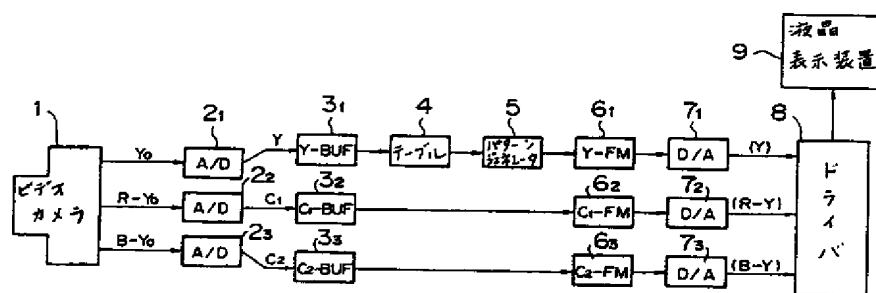 液晶
表示装置
9
1
2₁
3₁
4
5
6₁
7₁
8
Y₀
A/D
Y
Y-BUF
テーブル
パターン
ジェネレータ
Y-FM
D/A
(Y)
ビデオ
カメラ
2₂
3₂
6₂
7₂
R-Y₀
A/D
C₁
C₁-BUF
C₁-FM
D/A
(R-Y)
ドライバ
2₃
3₃
6₃
7₃
B-Y₀
A/D
C₂
C₂-BUF
C₂-FM
D/A
(B-Y)